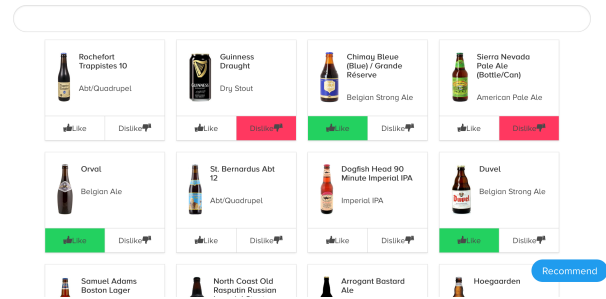 Rochefort
Trappistes 10
Abt/Quadrupel
Like
Dislike
Guinness
Draught
Dry Stout
Like
Dislike
Chimay Bleue
(Blue) / Grande
Réserve
Belgian Strong Ale
Like
Dislike
Sierra Nevada
Pale Ale
(Bottle/Can)
American Pale Ale
Like
Dislike
Orval
Belgian Ale
Like
Dislike
St. Bernardus Abt
12
Abt/Quadrupel
Like
Dislike
Dogfish Head 90
Minute Imperial IPA
Imperial IPA
Like
Dislike
Duvel
Belgian Strong Ale
Like
Dislike
Samuel Adams
Boston Lager
North Coast Old
Rasputin Russian
Arrogant Bastard
Ale
Hoegaarden
Recommend
GUINNESS
Duvel